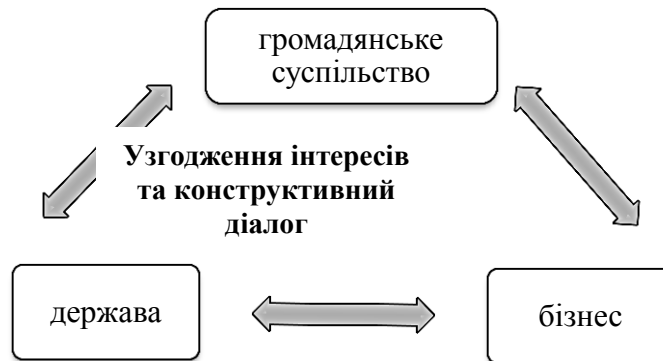 громадянське
суспільство
Узгодження інтересів
та конструктивний
діалог
держава
бізнес